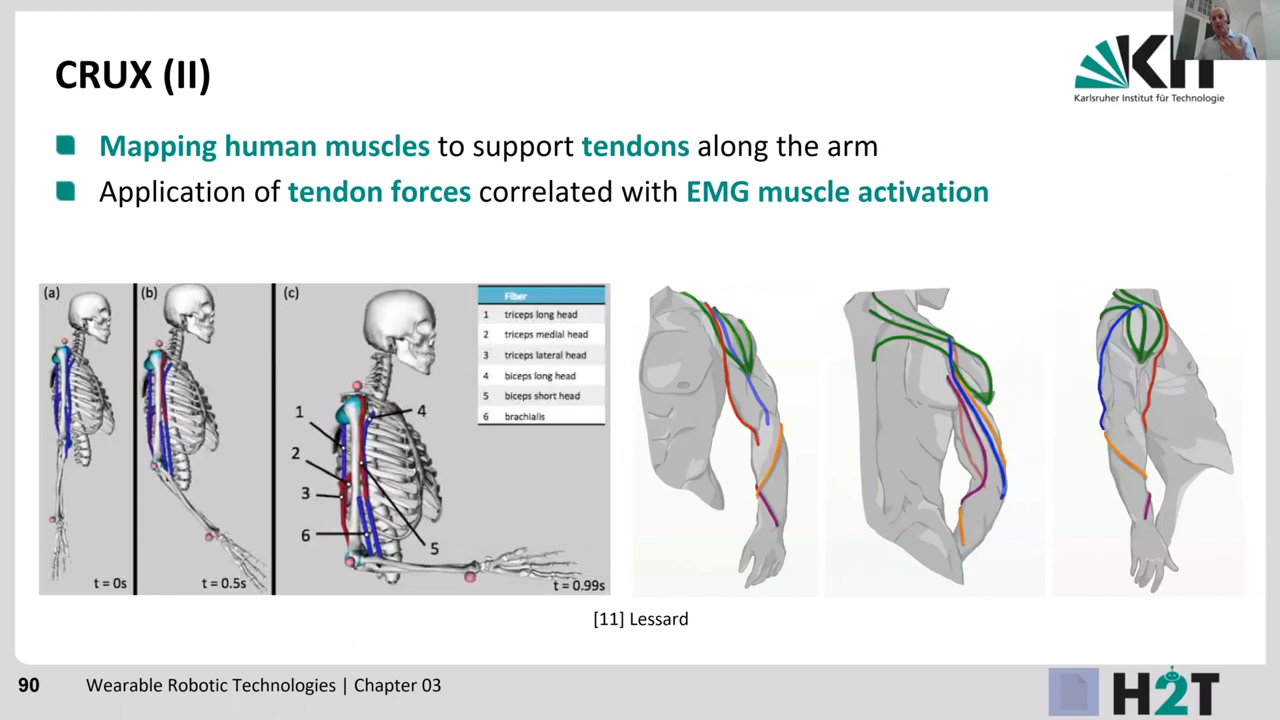 CRUX (II)
KIT
Karlsruher Institut für Technologie
Mapping human muscles to support tendons along the arm
Application of tendon forces correlated with EMG muscle activation
(a)
(b)
(c)
Fiber
1 triceps long head
2 triceps medial head
3 triceps lateral head
4 biceps long head
5 biceps short head
6 brachialis
1
2
3
4
5
6
t = 0s
t = 0.5s
t = 0.99s
[11] Lessard
90
Wearable Robotic Technologies | Chapter 03
H2T